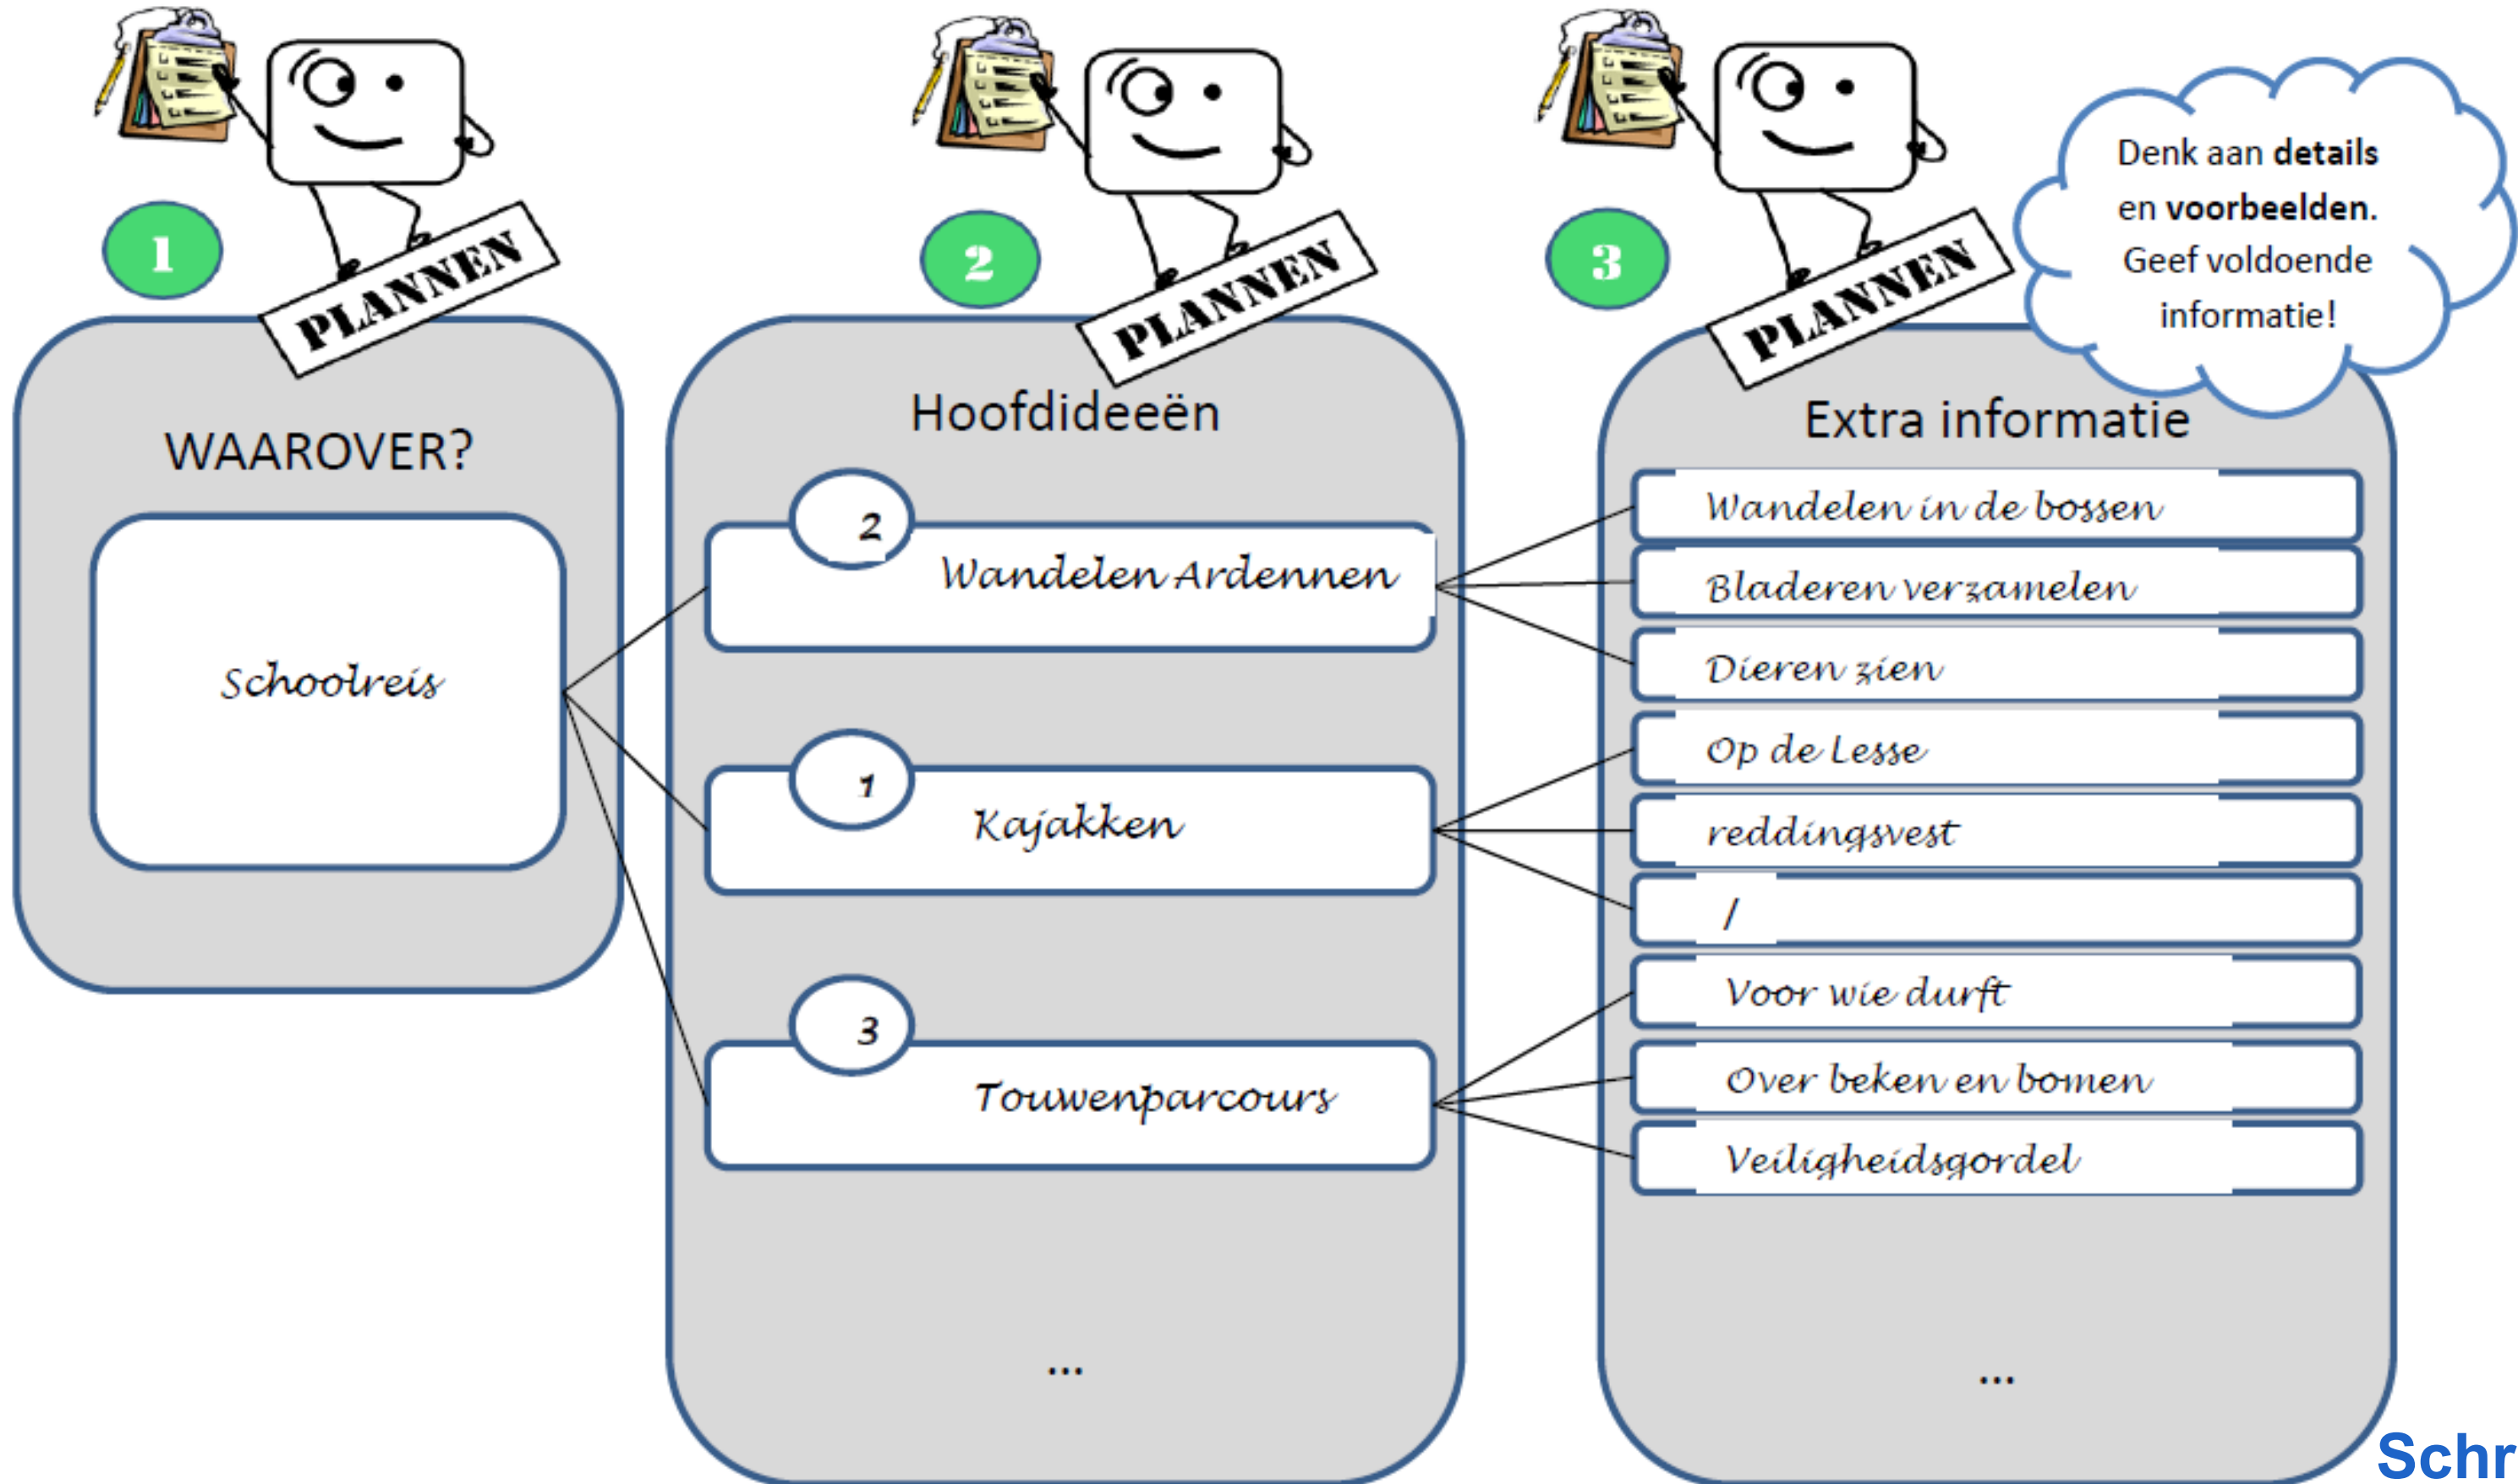 1
PLANNEN
WAAROVER?
Schoolreis
2
PLANNEN
Hoofdideeën
2
Wandelen Ardennen
1
Kajakken
3
Touwenparcours
...
3
PLANNEN
Denk aan details
en voorbeelden.
Geef voldoende
informatie!
Extra informatie
Wandelen in de bossen
Bladeren verzamelen
Dieren zien
Op de Lesse
reddingsvest
/
Voor wie durft
Over beken en bomen
Veiligheidsgordel
...
Schr